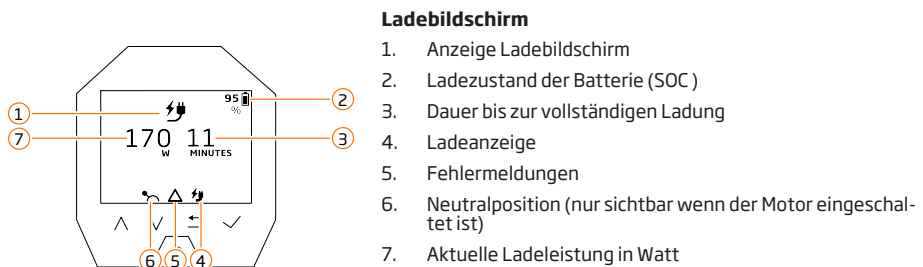 Ladebildschirm
1. Anzeige Ladebildschirm
2. Ladezustand der Batterie (SOC )
3. Dauer bis zur vollständigen Ladung
4. Ladeanzeige
5. Fehlermeldungen
6. Neutralposition (nur sichtbar wenn der Motor eingeschal-
tet ist)
7. Aktuelle Ladeleistung in Watt
95
%
1
2
7
170 11
3
W MINUTES
6 5 4